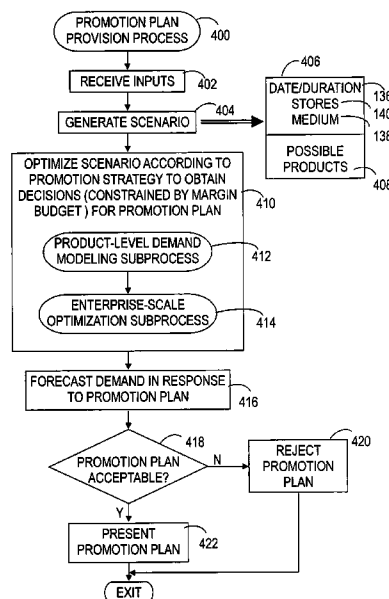 PROMOTION PLAN
PROVISION PROCESS
400
RECEIVE INPUTS
402
GENERATE SCENARIO
404
406
DATE/DURATION
136
STORES
140
MEDIUM
138
POSSIBLE
PRODUCTS
408
OPTIMIZE SCENARIO ACCORDING TO
PROMOTION STRATEGY TO OBTAIN
DECISIONS (CONSTRAINED BY MARGIN
BUDGET ) FOR PROMOTION PLAN
410
PRODUCT-LEVEL DEMAND
MODELING SUBPROCESS
412
ENTERPRISE-SCALE
OPTIMIZATION SUBPROCESS
414
FORECAST DEMAND IN RESPONSE
TO PROMOTION PLAN
416
418
PROMOTION PLAN
ACCEPTABLE?
N
Y
420
REJECT
PROMOTION
PLAN
PRESENT
PROMOTION PLAN
422
EXIT